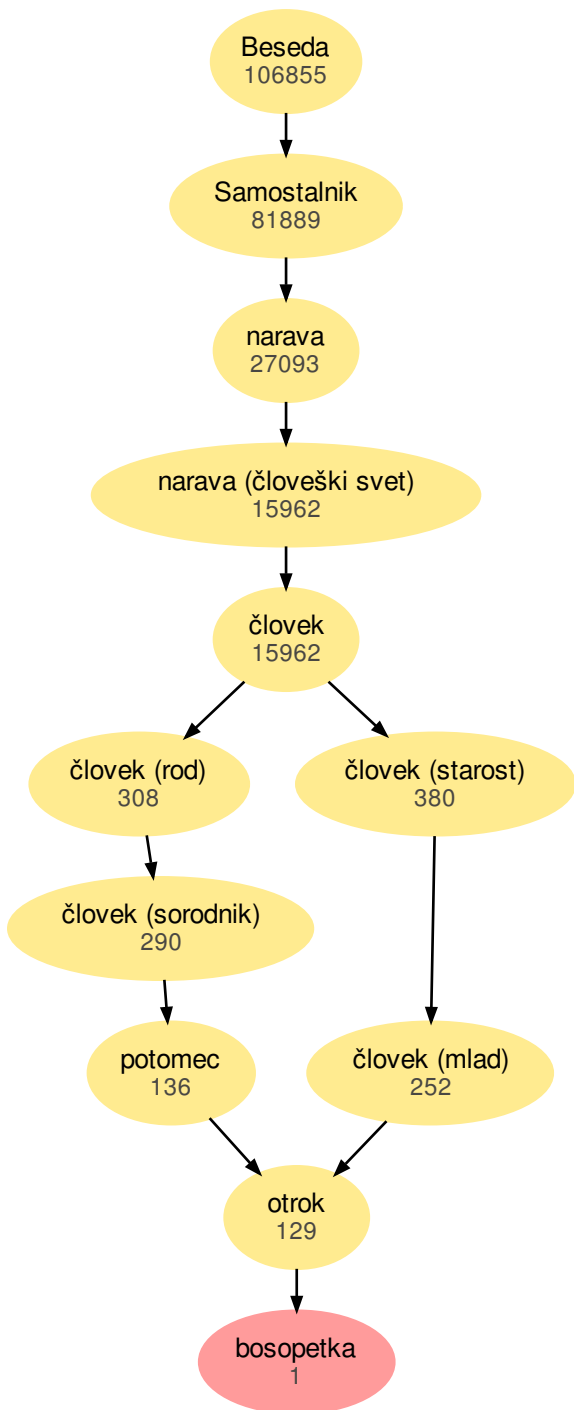 Beseda
106855
Samostalnik
81889
narava
27093
narava (človeški svet)
15962
človek
15962
človek (rod)
308
človek (starost)
380
človek (sorodnik)
290
potomec
136
človek (mlad)
252
otrok
129
bosopetka
1